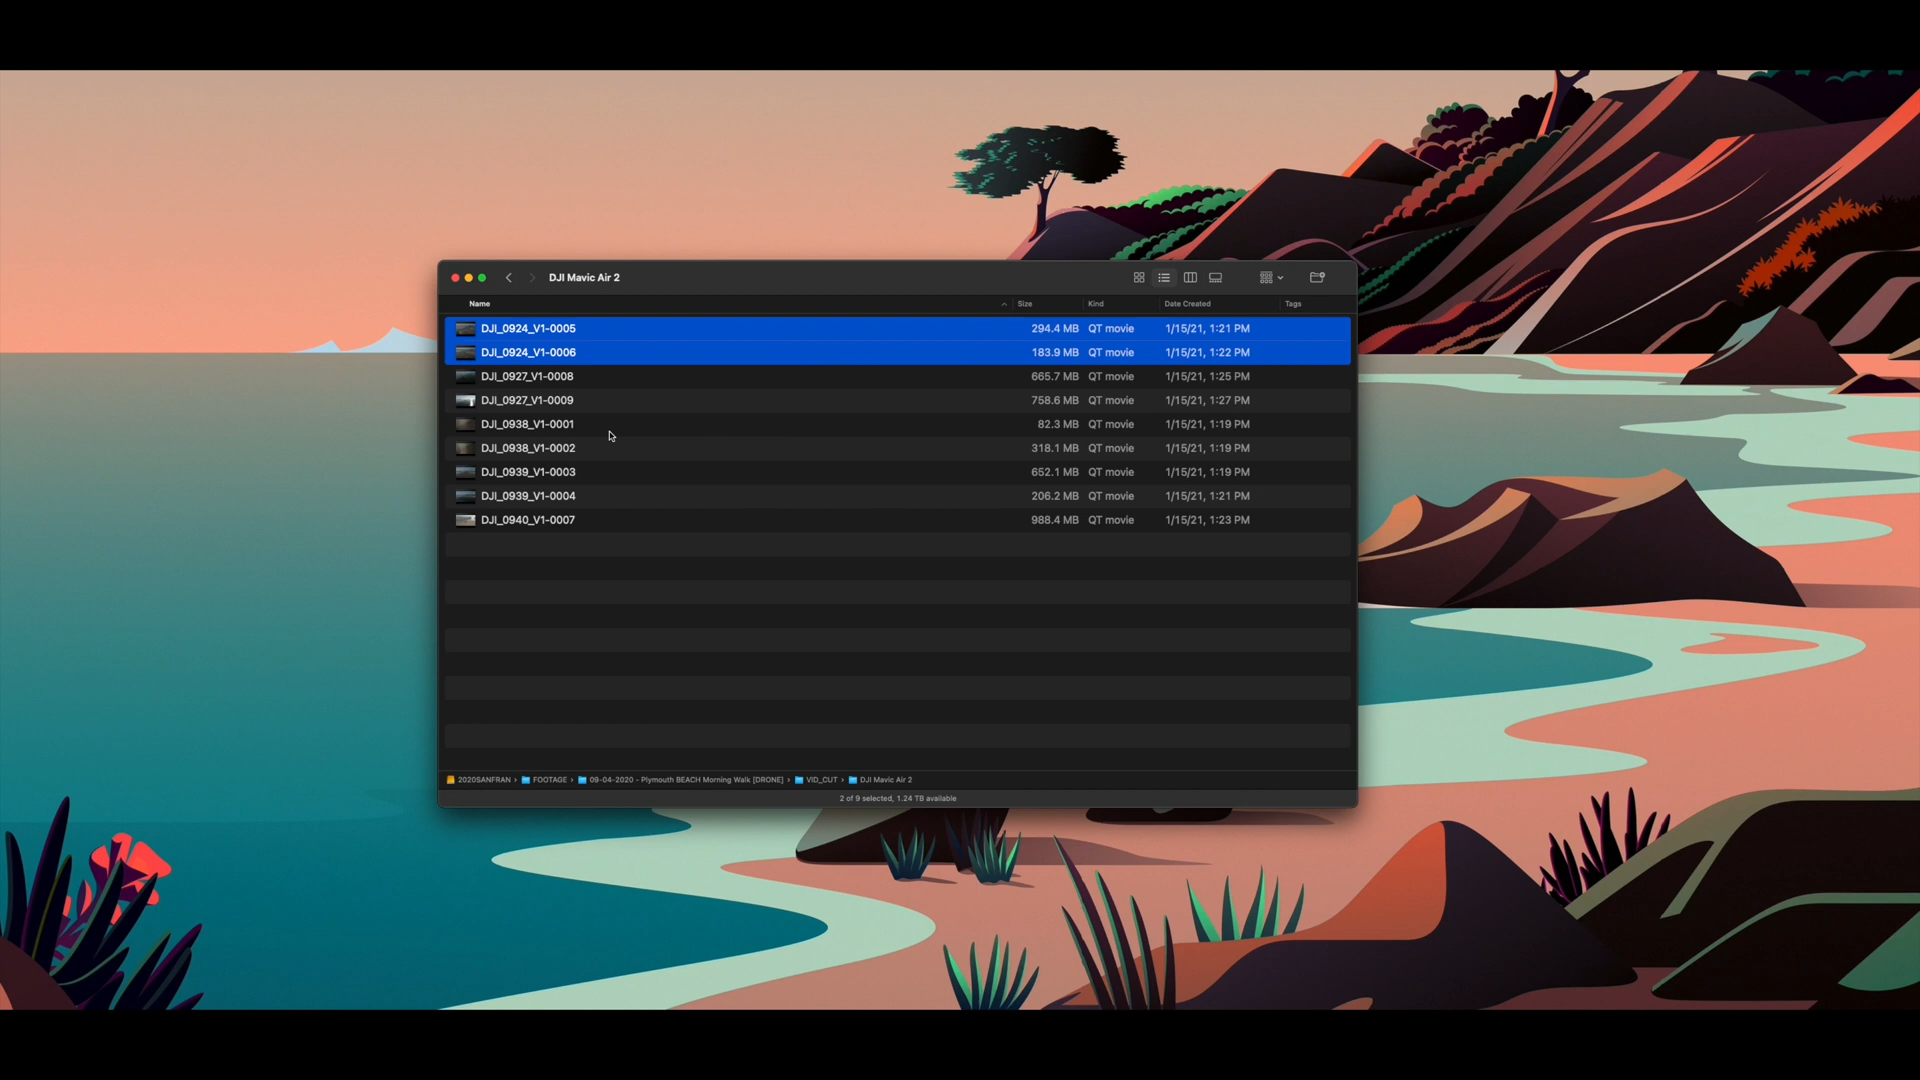 DJI Mavic Air 2
Name Size Kind Date Created Tags
DJI_0924_V1-0005 294.4 MB QT movie 1/15/21, 1:21 PM
DJI_0924_V1-0006 183.9 MB QT movie 1/15/21, 1:22 PM
DJI_0927_V1-0008 665.7 MB QT movie 1/15/21, 1:25 PM
DJI_0927_V1-0009 758.6 MB QT movie 1/15/21, 1:27 PM
DJI_0938_V1-0001 82.3 MB QT movie 1/15/21, 1:19 PM
DJI_0938_V1-0002 318.1 MB QT movie 1/15/21, 1:19 PM
DJI_0939_V1-0003 652.1 MB QT movie 1/15/21, 1:19 PM
DJI_0939_V1-0004 206.2 MB QT movie 1/15/21, 1:21 PM
DJI_0940_V1-0007 988.4 MB QT movie 1/15/21, 1:23 PM
2020SANFRAN › FOOTAGE › 09-04-2020 - Plymouth BEACH Morning Walk [DRONE] › VID_CUT › DJI Mavic Air 2
2 of 9 selected, 1.24 TB available